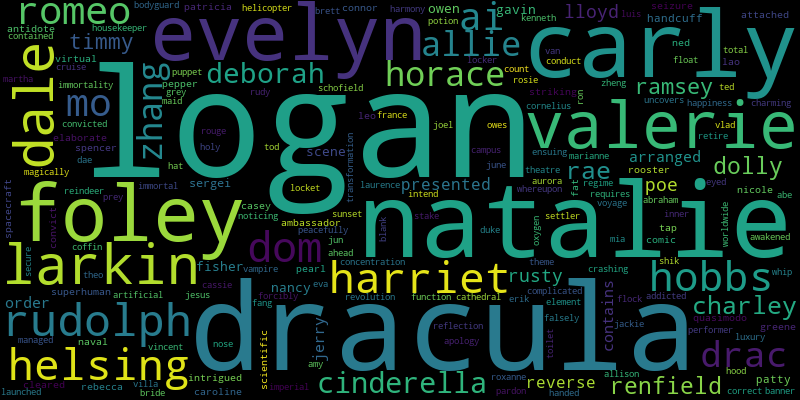 romeo
housekeeper
bodyguard
patricia
helicopter
brett
connor
harmony
owen
gavin
kenneth
luis
seizure
attached
antidote
contained
timmy
evelyn
ai
lloyd
handcuff
ned
total
carly
potion
allie
locker
van
conduct
float
lao
virtual
cruise
immortality
martha
dale
zhang
deborah
horace
count
rosie
zheng
ramsey
ted
puppet
pepper
grey
maid
rudy
schofield
striking
cornelius
ron
uncovers
happiness
charming
mo
convicted
elaborate
spencer
dae
magically
logan
leo
france
joel
owes
campus
valerie
vlad
retire
rouge
holy
tod
scene
june
ensuing
marianne
arranged
rooster
dolly
hat
sergei
transformation
laurence
presented
theatre
aurora
rae
regime
requires
voyage
poe
eyed
nicole
abe
spacecraft
reindeer
prey
immortal
locket
intend
whereupon
fat
abraham
inner
foley
casey
noticing
sunset
stake
natalie
settler
tap
comic
worldwide
awakened
convict
ambassador
peacefully
blank
duke
oxygen
mia
coffin
dom
jun
ahead
theme
crashing
shik
larkin
secure
theo
fisher
vampire
pearl
concentration
harriet
rusty
hobbs
whip
superhuman
artificial
jesus
cassie
nancy
eva
complicated
flock
addicted
charley
order
fang
forcibly
revolution
function
cathedral
erik
element
falsely
contains
quasimodo
rudolph
dracula
managed
naval
vincent
nose
scientific
jerry
reflection
apology
toilet
jackie
performer
greene
luxury
helsing
intrigued
amy
roxanne
allison
drac
cleared
rebecca
villa
bride
caroline
imperial
cinderella
pardon
reverse
handed
renfield
hood
patty
correct
banner
launched